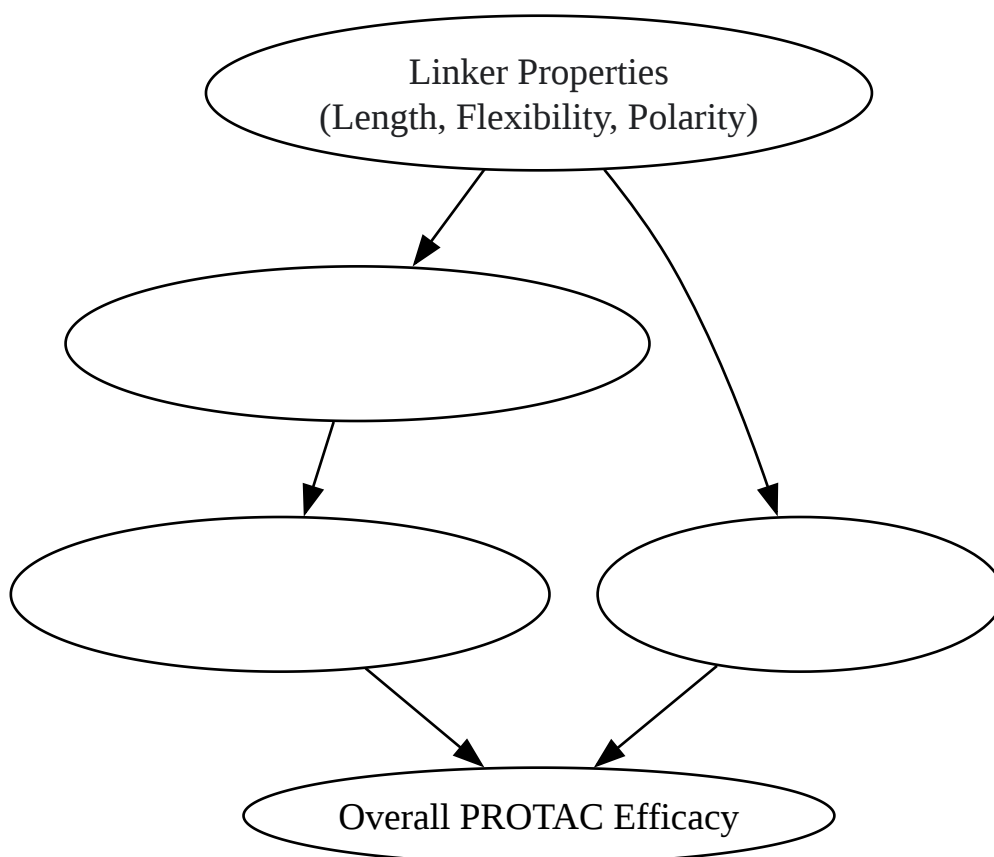 Linker Properties
(Length, Flexibility, Polarity)
Overall PROTAC Efficacy